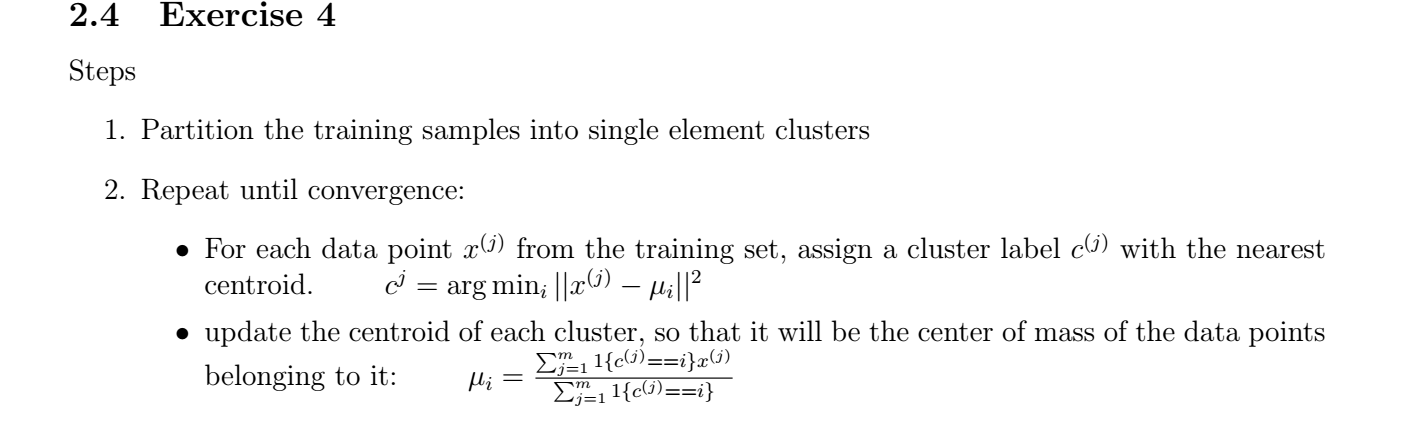 2.4 Exercise 4
Steps
1. Partition the training samples into single element clusters
2. Repeat until convergence:
• For each data point x^{(j)} from the training set, assign a cluster label c^{(j)} with the nearest
centroid. c^j = arg min_i ||x^{(j)} − μ_i||^2
• update the centroid of each cluster, so that it will be the center of mass of the data points
belonging to it: μ_i = \frac{\sum_{j=1}^{m} 1\{c^{(j)}==i\}x^{(j)}}{\sum_{j=1}^{m} 1\{c^{(j)}==i\}}